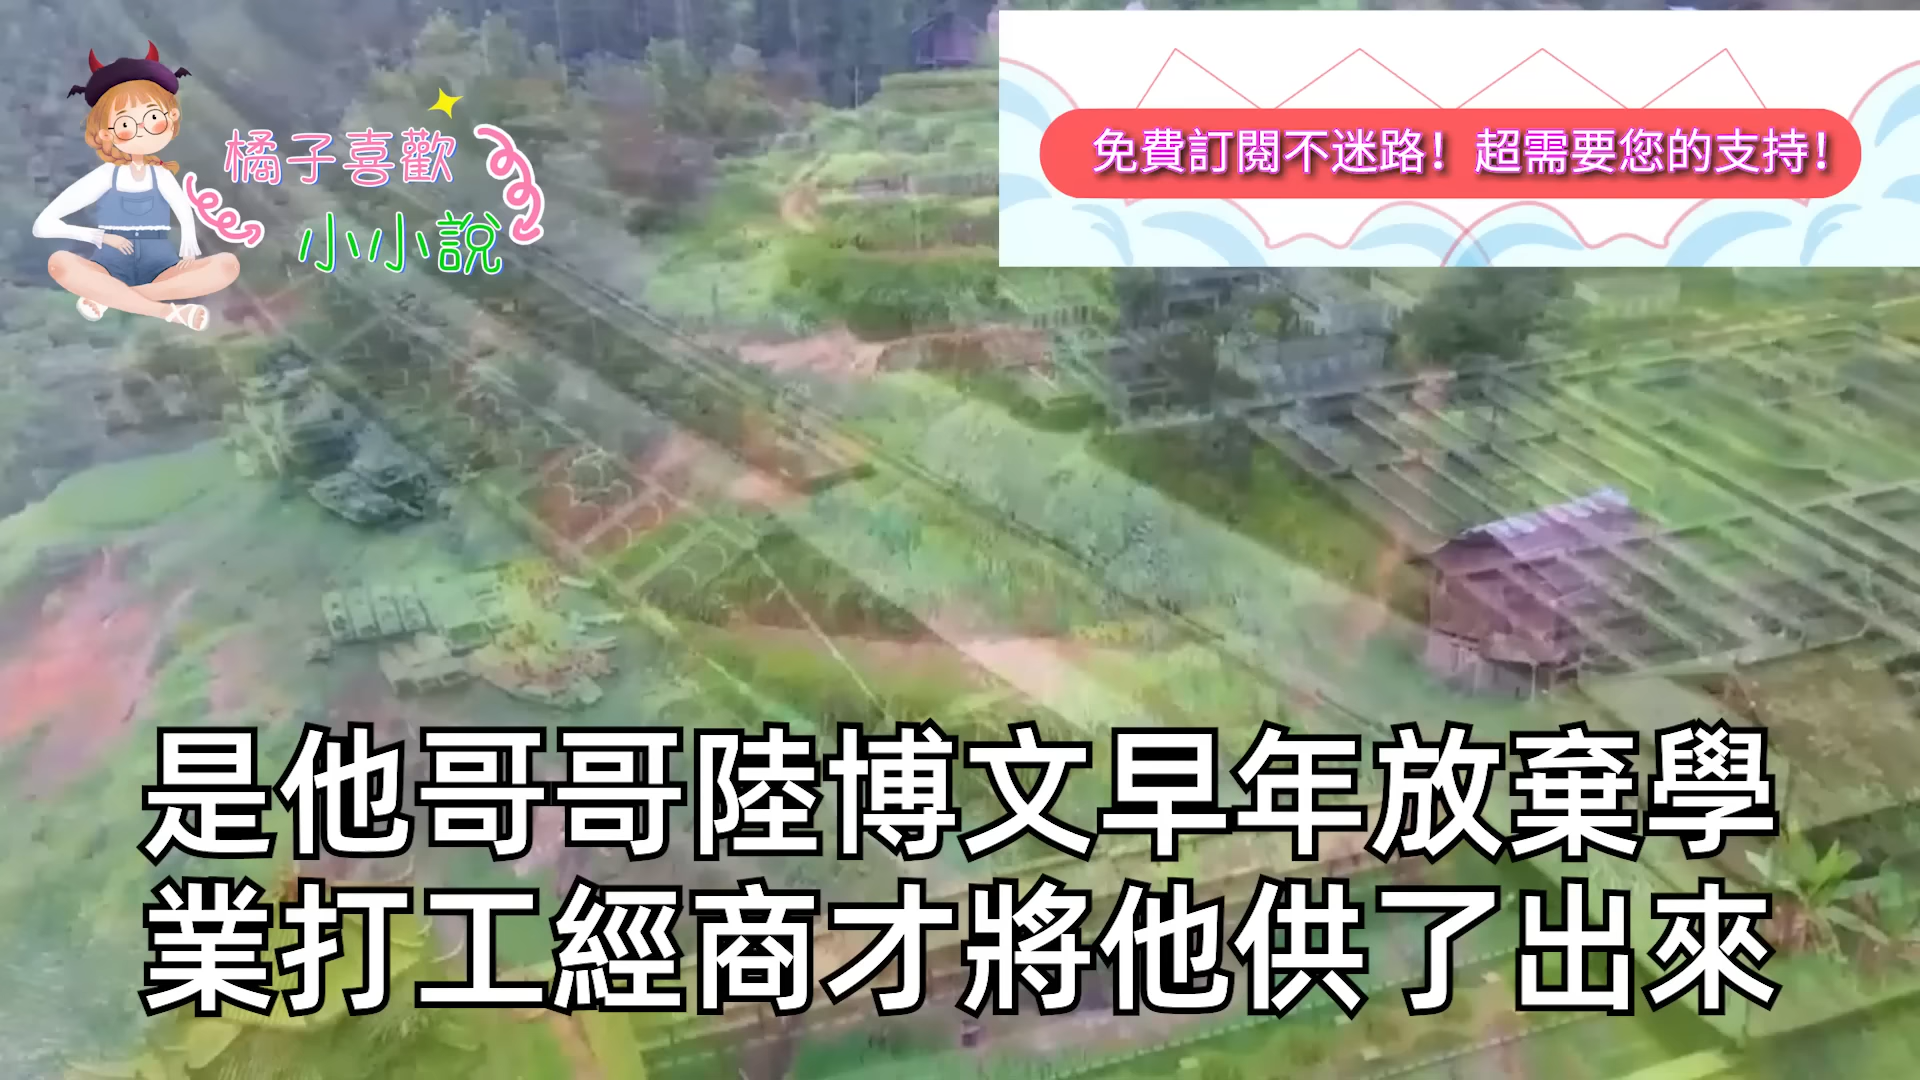 橘子喜歡
小小說
免費訂閱不迷路！超需要您的支持！
是他哥哥陸博文早年放棄學
業打工經商才將他供了出來